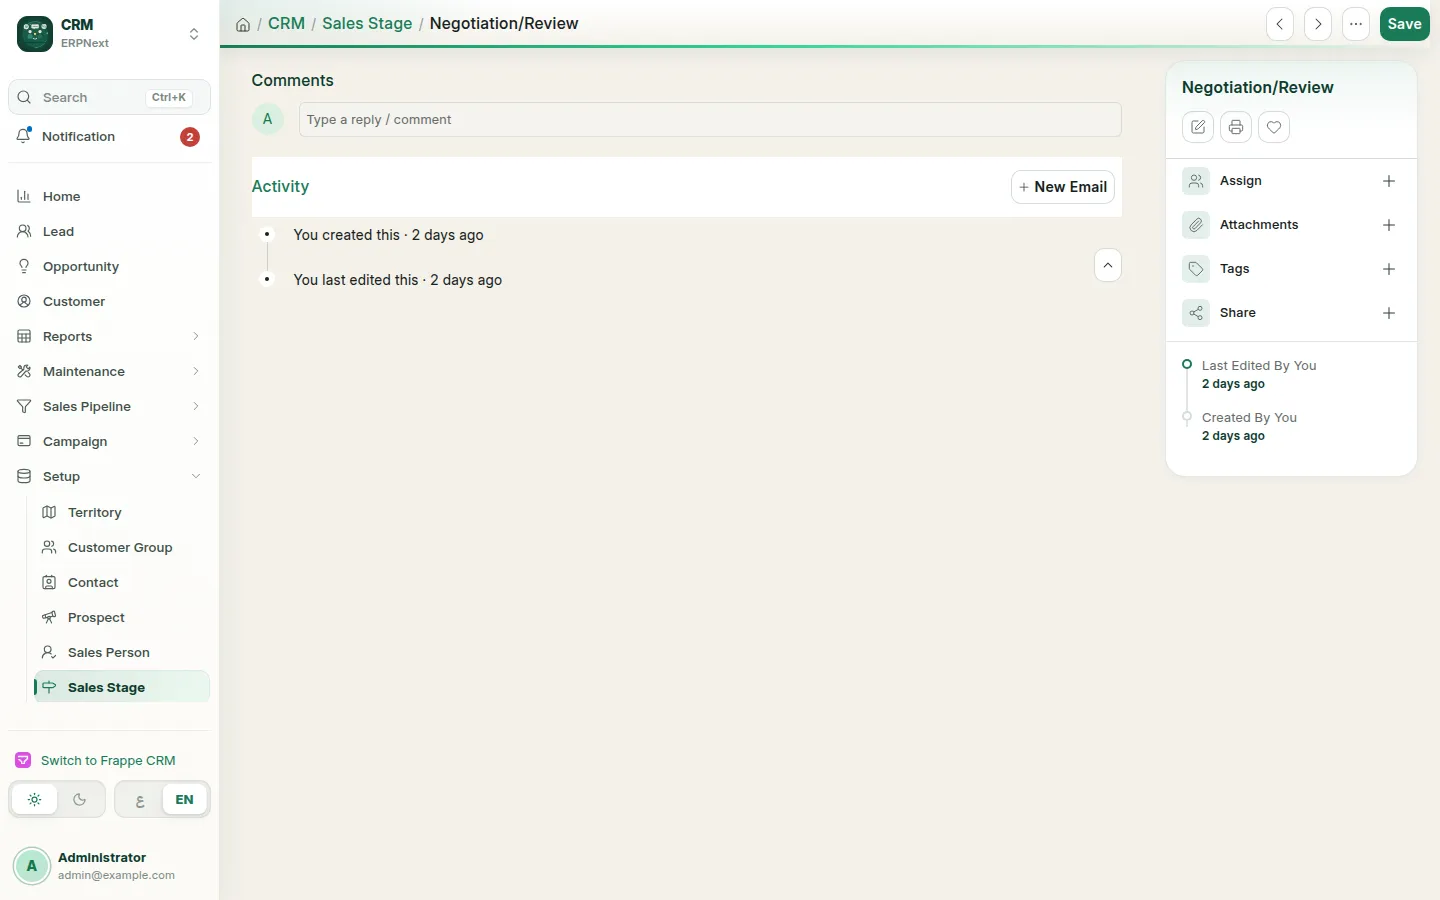 CRM
ERPNext
Search
Ctrl+K
Notification
2
Home
Lead
Opportunity
Customer
Reports
Maintenance
Sales Pipeline
Campaign
Setup
Territory
Customer Group
Contact
Prospect
Sales Person
Sales Stage
Switch to Frappe CRM
ع
EN
A
Administrator
admin@example.com
/ CRM / Sales Stage / Negotiation/Review
Save
Comments
A
Type a reply / comment
Activity
New Email
You created this · 2 days ago
You last edited this · 2 days ago
Negotiation/Review
Assign
Attachments
Tags
Share
Last Edited By You
2 days ago
Created By You
2 days ago